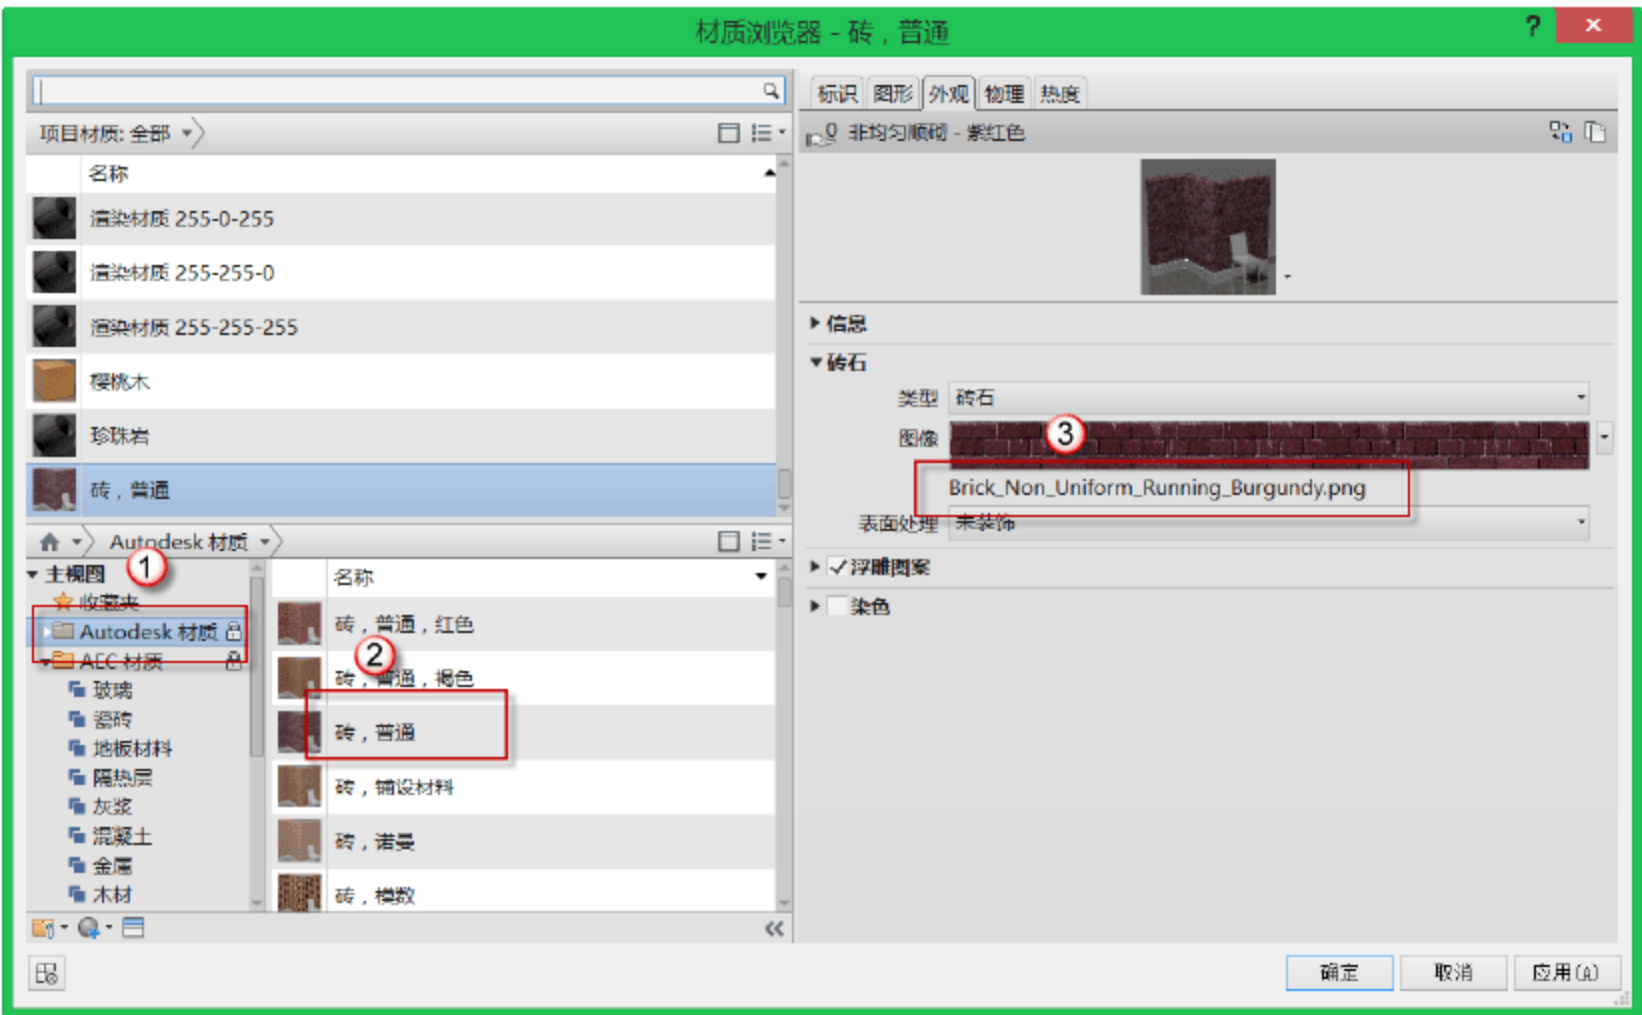 材质浏览器 - 砖，普通
?
标识 图形 外观 物理 热度
项目材质: 全部
0 非均匀顺砌 - 紫红色
名称
渲染材质 255-0-255
渲染材质 255-255-0
渲染材质 255-255-255
樱桃木
珍珠岩
砖，普通
信息
砖石
类型 砖石
图像
3
Brick_Non_Uniform_Running_Burgundy.png
表面处理 未装饰
浮雕图案
染色
Autodesk 材质
1
主视图
收藏夹
Autodesk 材质
AEC 材质
玻璃
瓷砖
地板材料
隔热层
灰浆
混凝土
金属
木材
名称
砖，普通，红色
2
砖，普通，褐色
砖，普通
砖，铺设材料
砖，诺曼
砖，模数
确定 取消 应用(A)